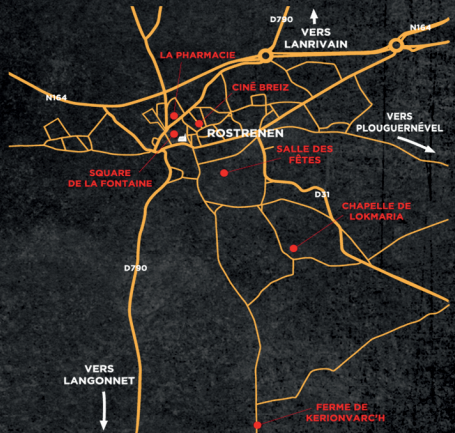 D790
N164
VERS
LANRIVAIN
LA PHARMACIE
CINÉ BREIZ
N164
VERS
PLOUGUERNÉVEL
ROSTRENEN
SALLE DES
FÊTES
SQUARE
DE LA FONTAINE
D31
CHAPELLE DE
LOKMARIA
D790
VERS
LANGONNET
FERME DE
KERIONVARC'H